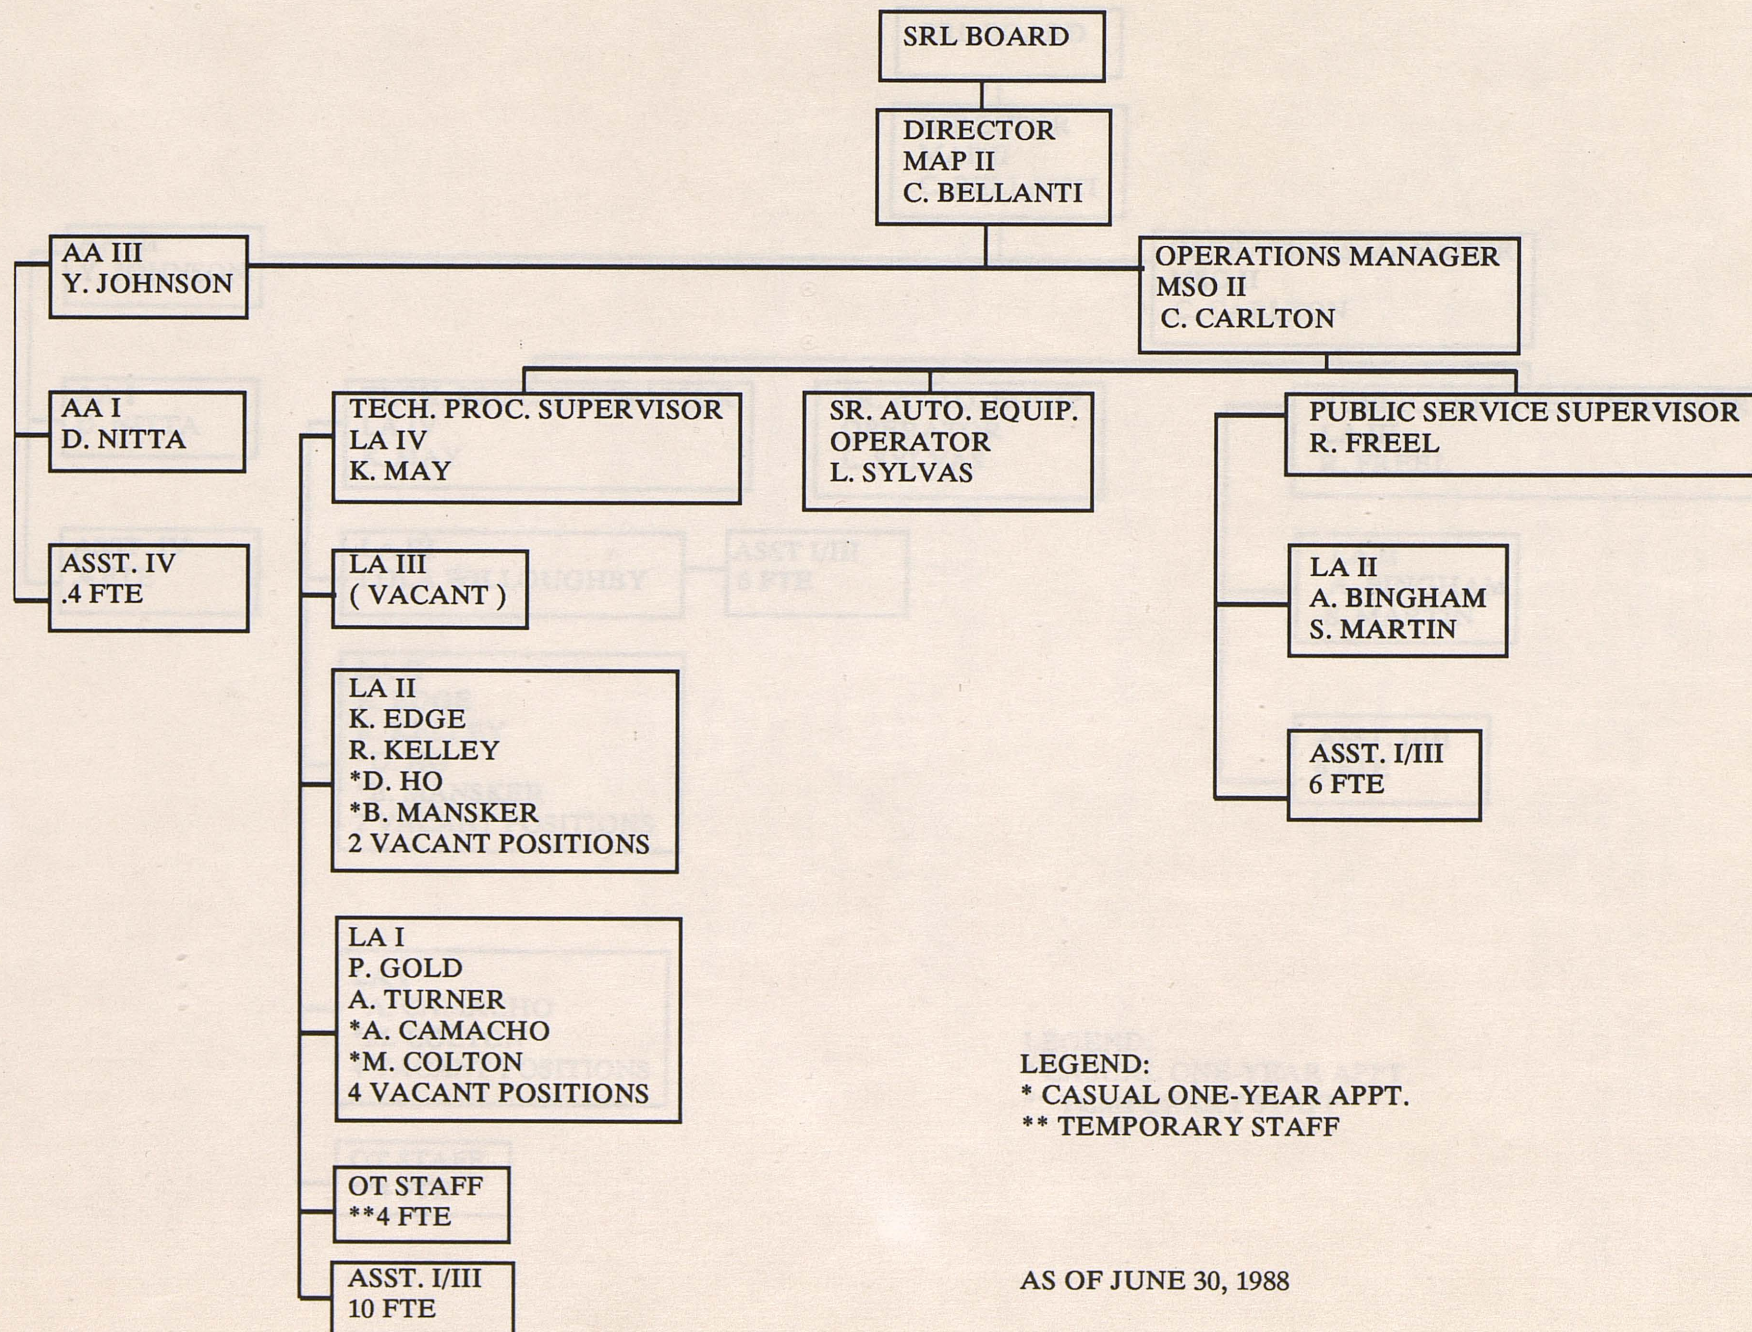 SRL BOARD
DIRECTOR
MAP II
C. BELLANTI
AA III
Y. JOHNSON
OPERATIONS MANAGER
MSO II
C. CARLTON
AA I
D. NITTA
TECH. PROC. SUPERVISOR
LA IV
K. MAY
SR. AUTO. EQUIP.
OPERATOR
L. SYLVAS
PUBLIC SERVICE SUPERVISOR
R. FREEL
ASST. IV
.4 FTE
LA III
( VACANT )
LA II
A. BINGHAM
S. MARTIN
LA II
K. EDGE
R. KELLEY
*D. HO
*B. MANSKER
2 VACANT POSITIONS
ASST. I/III
6 FTE
LA I
P. GOLD
A. TURNER
*A. CAMACHO
*M. COLTON
4 VACANT POSITIONS
OT STAFF
**4 FTE
ASST. I/III
10 FTE
LEGEND:
* CASUAL ONE-YEAR APPT.
** TEMPORARY STAFF
AS OF JUNE 30, 1988